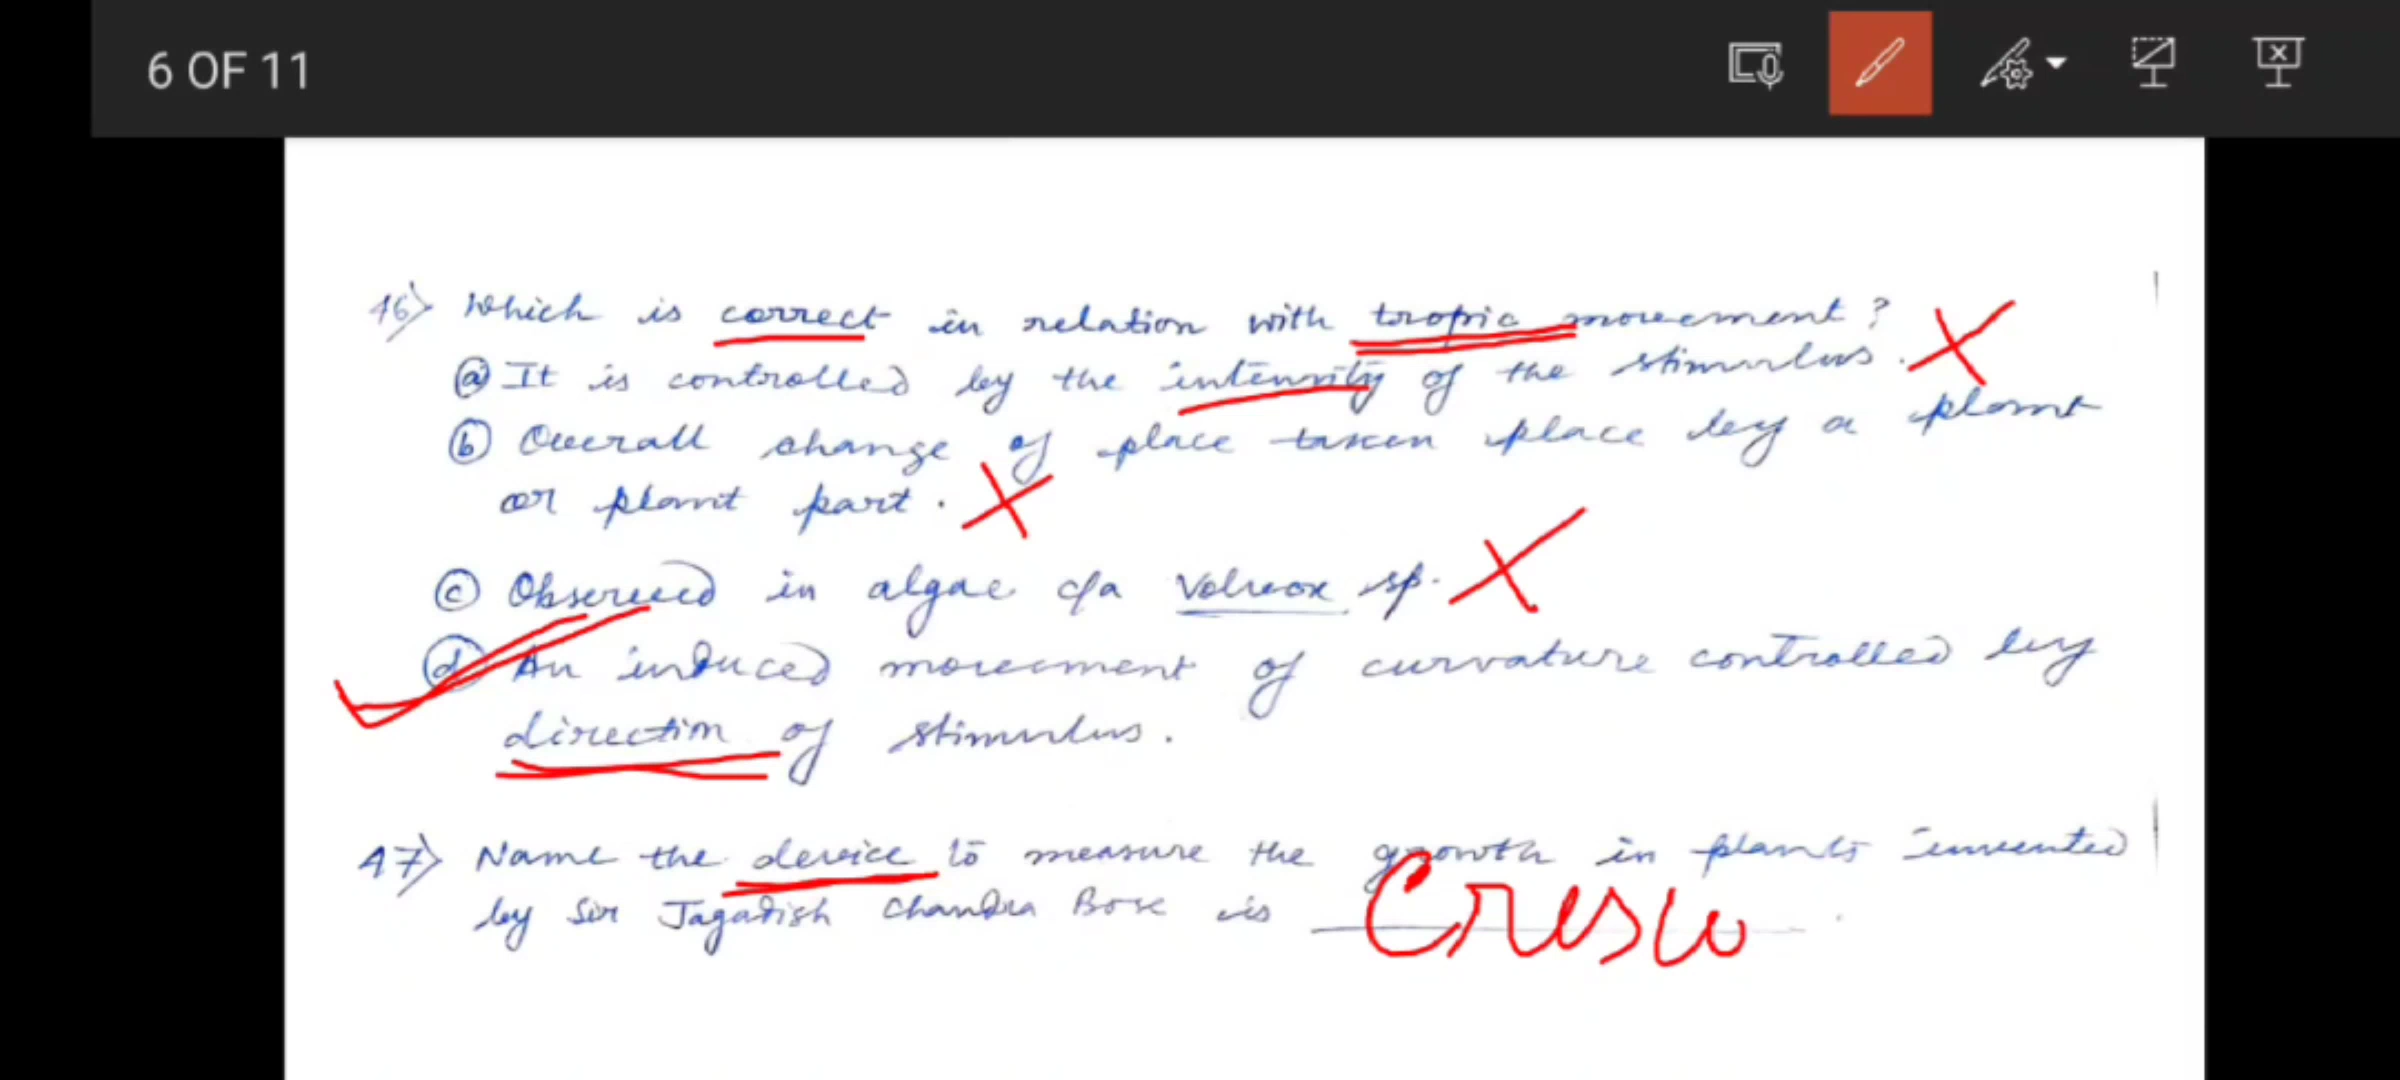 6 OF 11
46) Which is correct in relation with tropic movement?
(a) It is controlled by the intensity of the stimulus.
(b) Overall change of place taken place by a plant
or plant part.
(c) Observed in algae c/a Volvox sp.
(d) An induced movement of curvature controlled by
direction of stimulus.
47) Name the device to measure the growth in plants invented
by Sir Jagadish Chandra Bose is Cresco